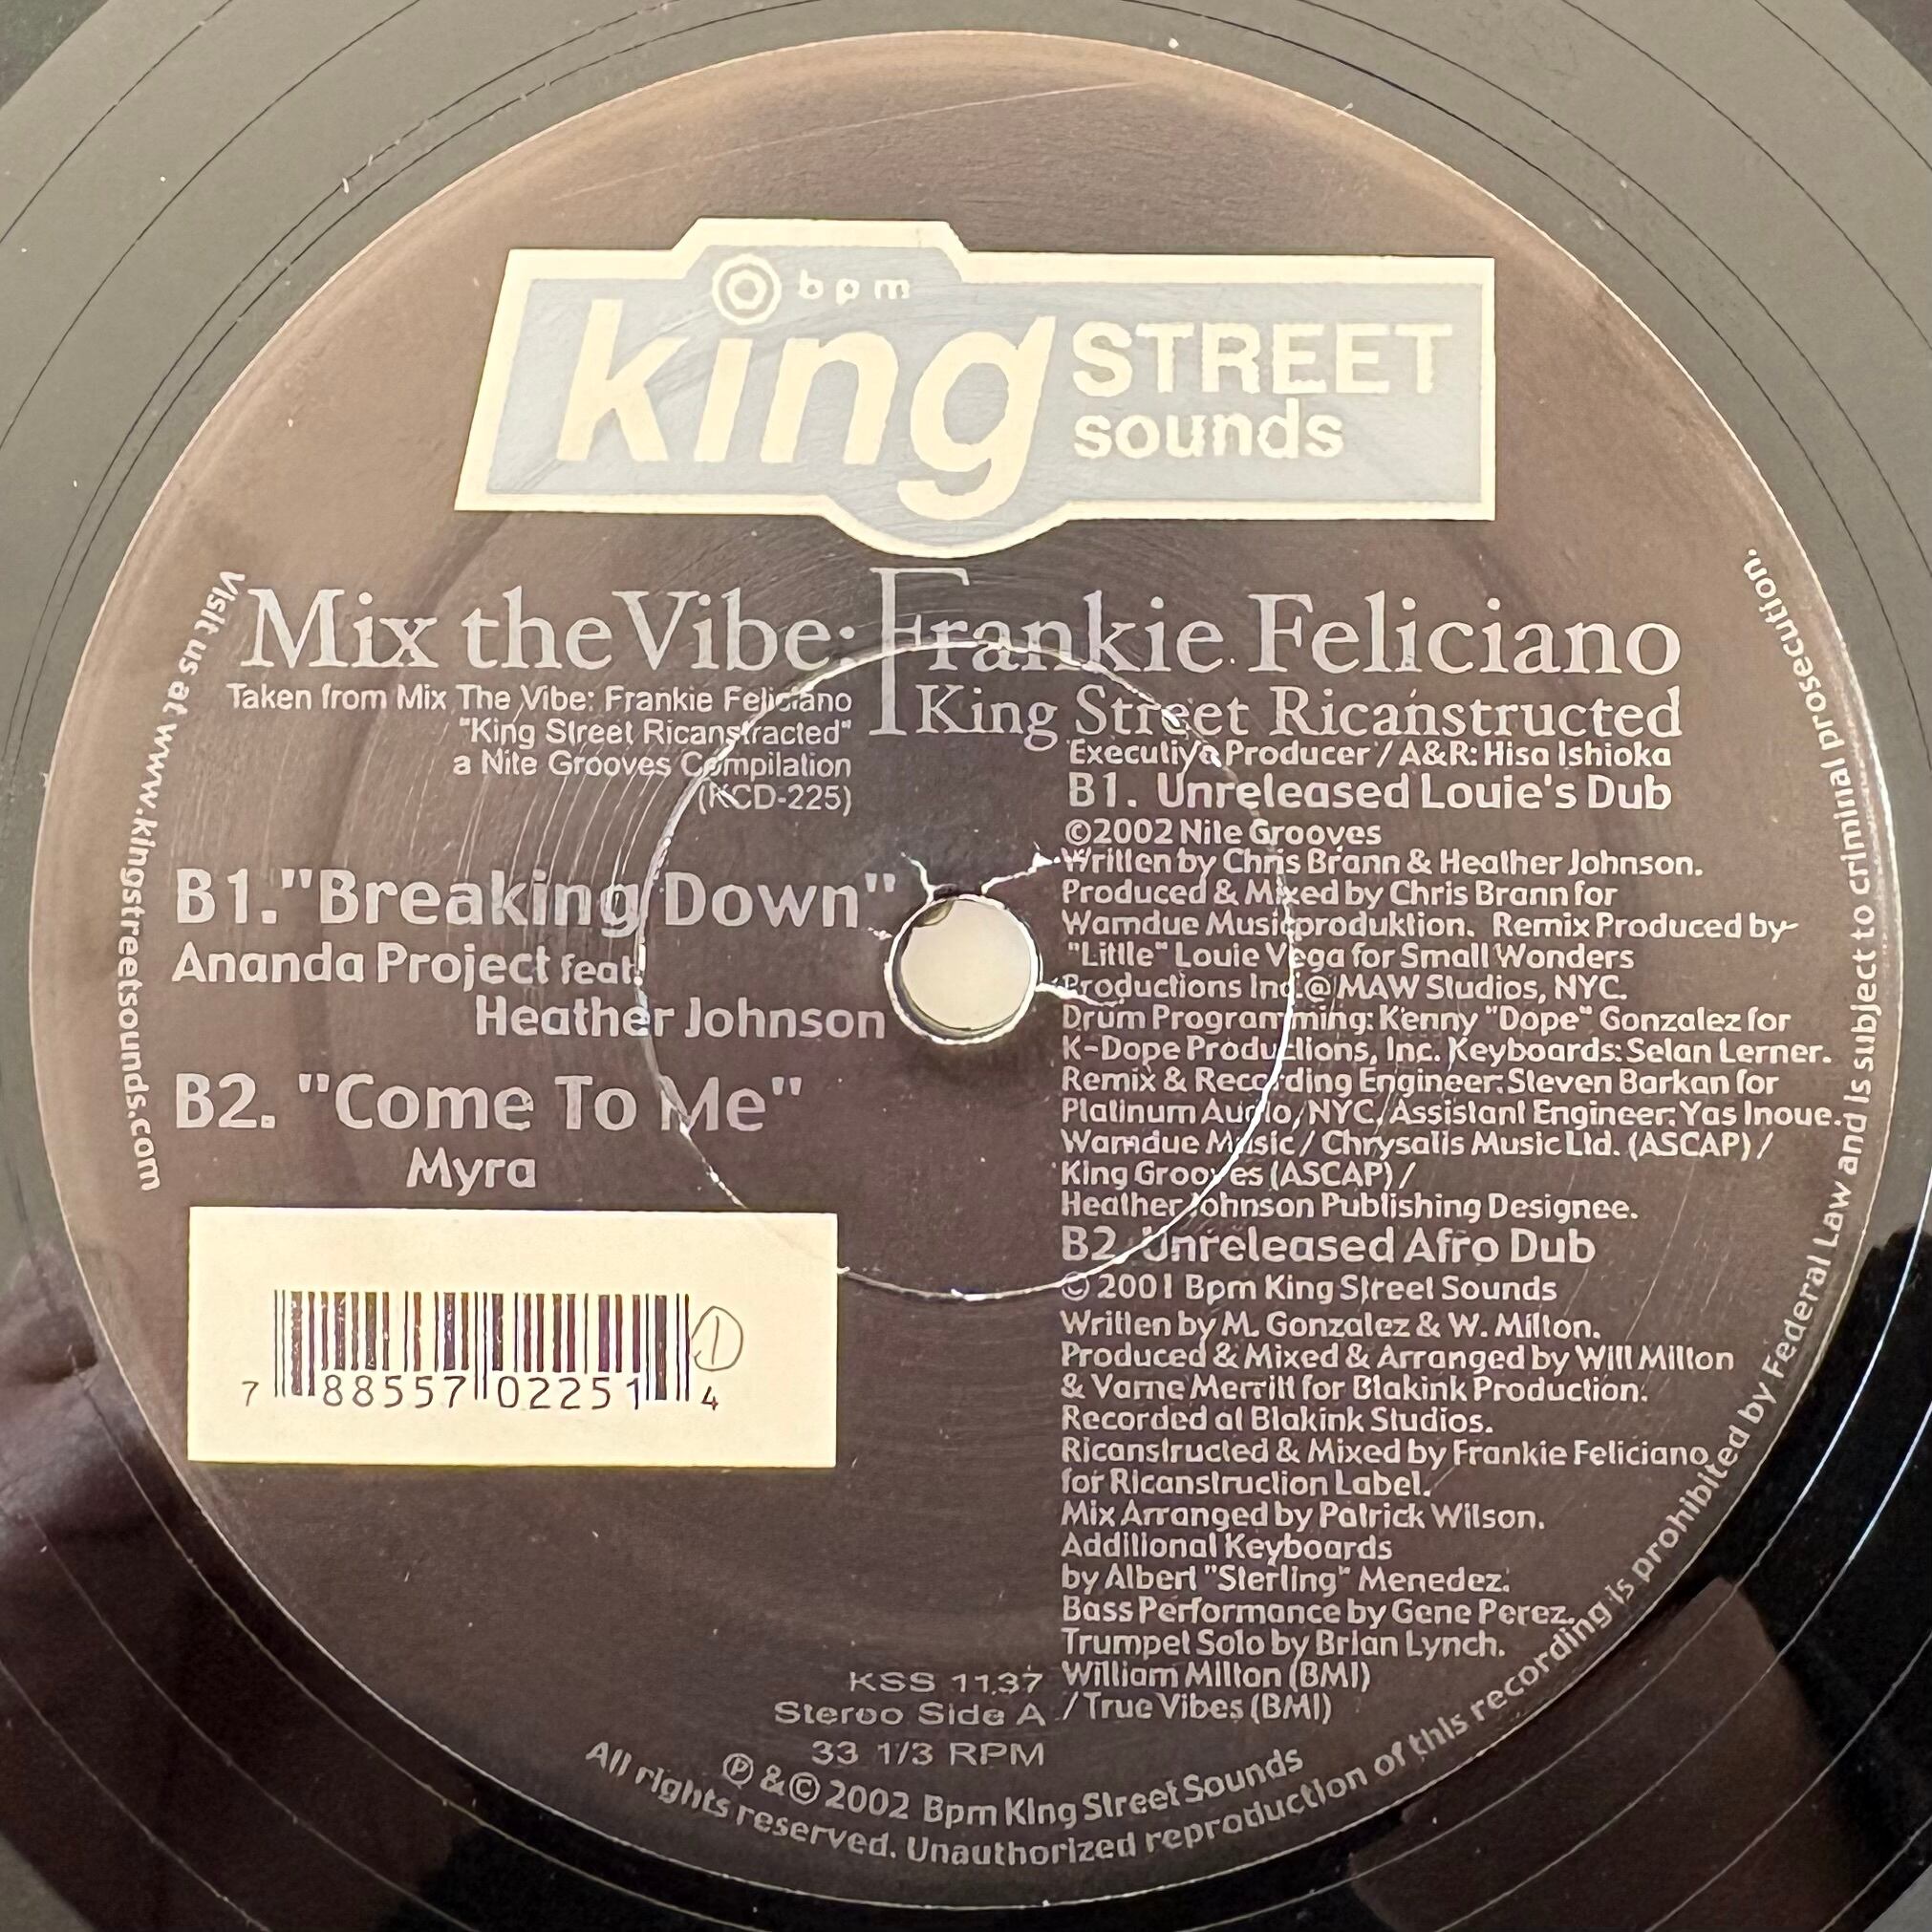 bpm
king STREET
sounds
Mix the Vibe: Frankie Feliciano
King Street Ricanstructed
Taken from Mix The Vibe: Frankie Feliciano
"King Street Ricanstracted"
a Nite Grooves Compilation
(KCD-225)
B1."Breaking Down"
Ananda Project feat.
Heather Johnson
B2. "Come To Me"
Myra
7 88557 02251 4
1
Executive Producer / A&R: Hisa Ishioka
B1. Unreleased Louie's Dub
©2002 Nite Grooves
Written by Chris Brann & Heather Johnson.
Produced & Mixed by Chris Brann for
Wamdue Musicproduktion. Remix Produced by
"Little" Louie Vega for Small Wonders
Productions Inc. @ MAW Studios, NYC.
Drum Programming: Kenny "Dope" Gonzalez for
K-Dope Productions, Inc. Keyboards: Selan Lerner.
Remix & Recording Engineer: Steven Barkan for
Platinum Audio, NYC/Assistant Engineer: Yas Inoue.
Wamdue Music / Chrysalis Music Ltd. (ASCAP) /
King Grooves (ASCAP) /
Heather Johnson Publishing Designee.
B2. Unreleased Afro Dub
© 2001 Bpm King Street Sounds
Written by M. Gonzalez & W. Milton.
Produced & Mixed & Arranged by Will Milton
& Varne Merrill for Blakink Production.
Recorded at Blakink Studios.
Ricanstructed & Mixed by Frankie Feliciano
for Ricanstruction Label.
Mix Arranged by Patrick Wilson.
Additional Keyboards
by Albert "Sterling" Menedez.
Bass Performance by Gene Perez.
Trumpet Solo by Brian Lynch.
William Milton (BMI)
/ True Vibes (BMI)
KSS 1137
Stereo Side A
33 1/3 RPM
℗ &© 2002 Bpm King Street Sounds
Visit us at www.kingstreetsounds.com
All rights reserved. Unauthorized reproduction of this recording is prohibited by Federal Law and is subject to criminal prosecution.